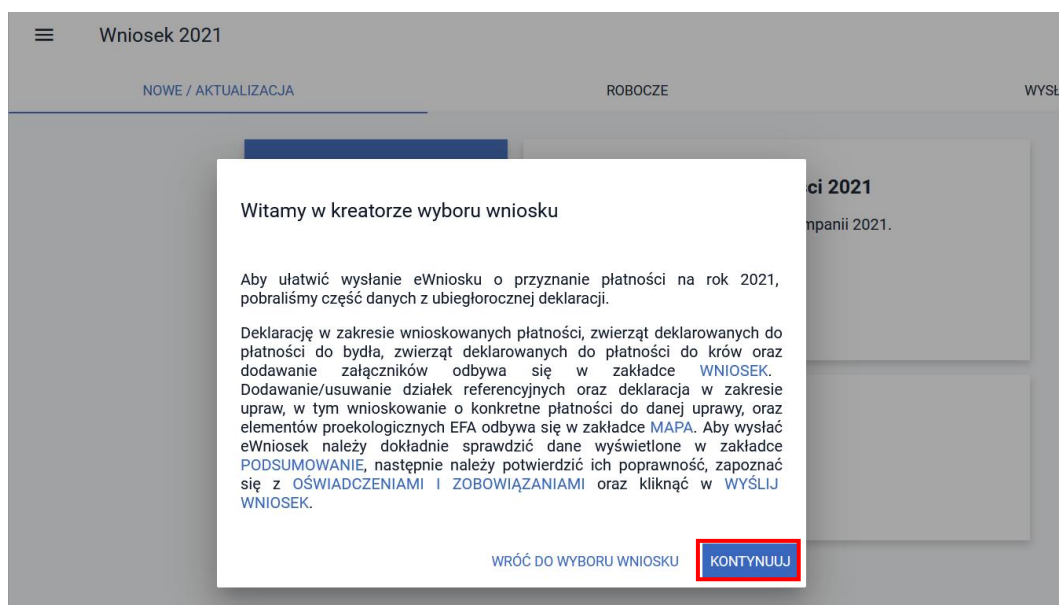 Wniosek 2021
NOWE / AKTUALIZACJA ROBOCZE WYSŁ
ci 2021
Witamy w kreatorze wyboru wniosku
mpanii 2021.
Aby ułatwić wysłanie eWniosku o przyznanie płatności na rok 2021,
pobraliśmy część danych z ubiegłorocznej deklaracji.
Deklarację w zakresie wnioskowanych płatności, zwierząt deklarowanych do
płatności do bydła, zwierząt deklarowanych do płatności do krów oraz
dodawanie załączników odbywa się w zakładce WNIOSEK.
Dodawanie/usuwanie działek referencyjnych oraz deklaracja w zakresie
upraw, w tym wnioskowanie o konkretne płatności do danej uprawy, oraz
elementów proekologicznych EFA odbywa się w zakładce MAPA. Aby wysłać
eWniosek należy dokładnie sprawdzić dane wyświetlone w zakładce
PODSUMOWANIE, następnie należy potwierdzić ich poprawność, zapoznać
się z OŚWIADCZENIAMI I ZOBOWIĄZANIAMI oraz kliknąć w WYŚLIJ
WNIOSEK.
WRÓĆ DO WYBORU WNIOSKU KONTYNUUJ